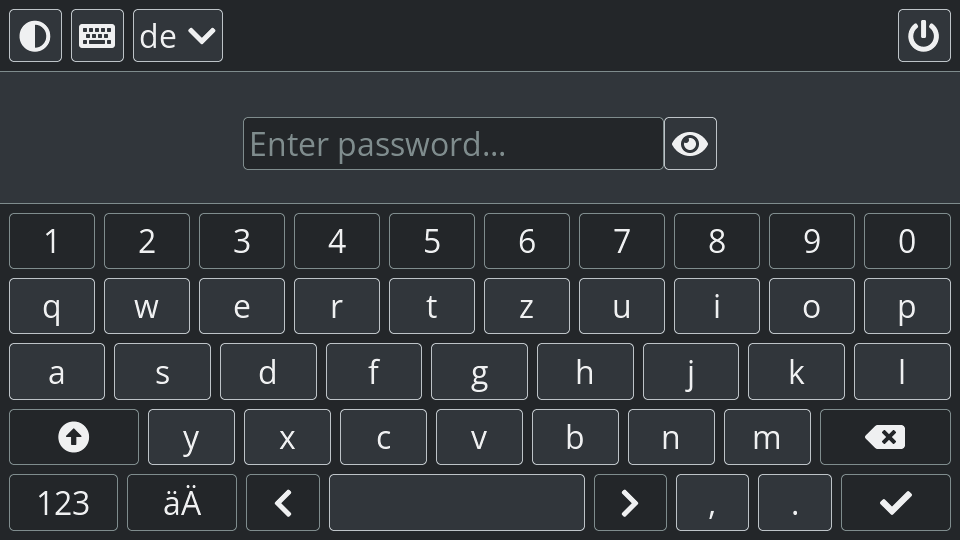 de
Enter password...
1 2 3 4 5 6 7 8 9 0
q w e r t z u i o p
a s d f g h j k l
y x c v b n m
123 äÄ , .